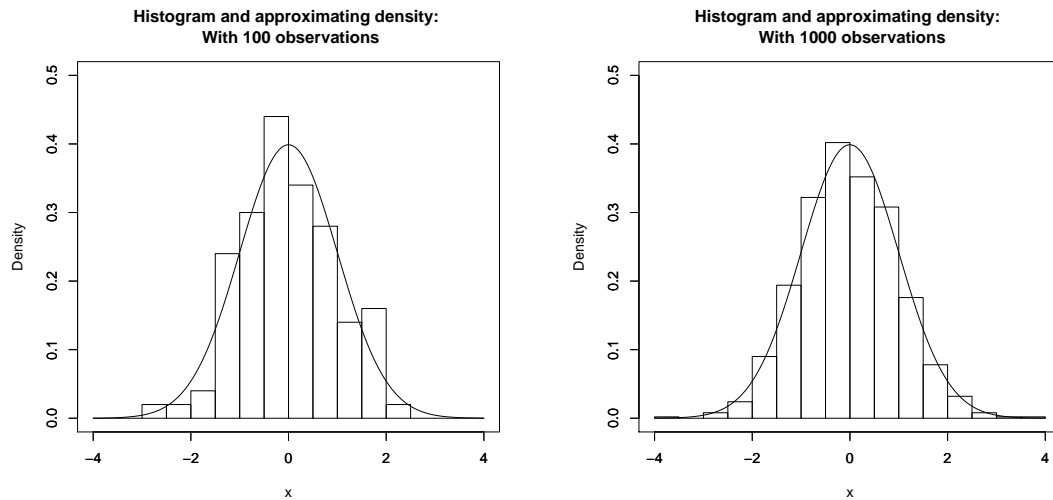 Histogram and approximating density:
With 100 observations
0.5
0.4
0.3
0.2
0.1
0.0
Density
−4
−2
0
2
4
x
Histogram and approximating density:
With 1000 observations
0.5
0.4
0.3
0.2
0.1
0.0
Density
−4
−2
0
2
4
x